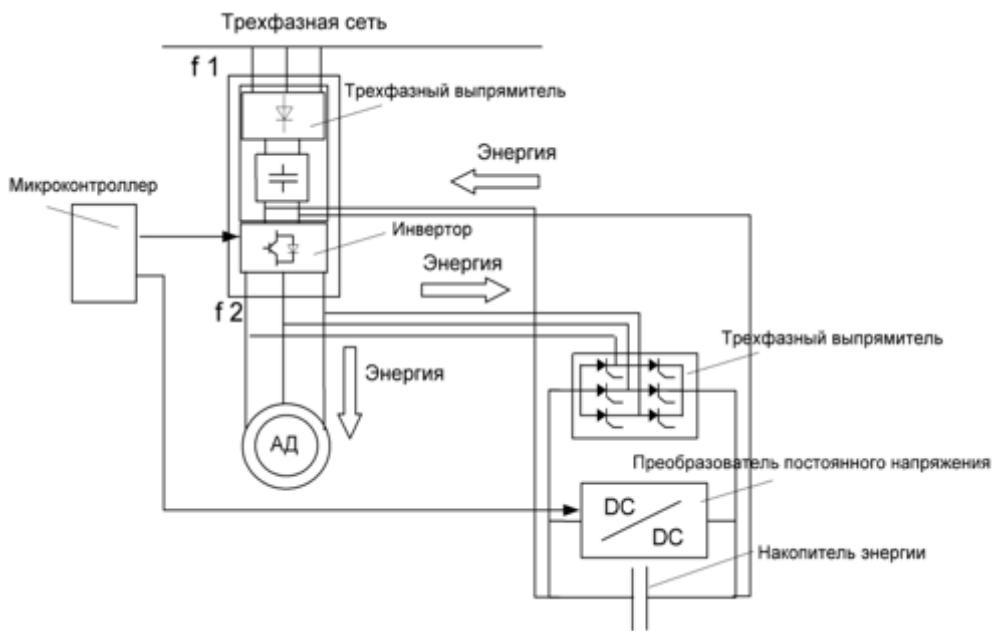 Трехфазная сеть
f 1
Трехфазный выпрямитель
Энергия
Микроконтроллер
Инвертор
Энергия
f 2
Трехфазный выпрямитель
Энергия
АД
Преобразователь постоянного напряжения
DC
DC
Накопитель энергии